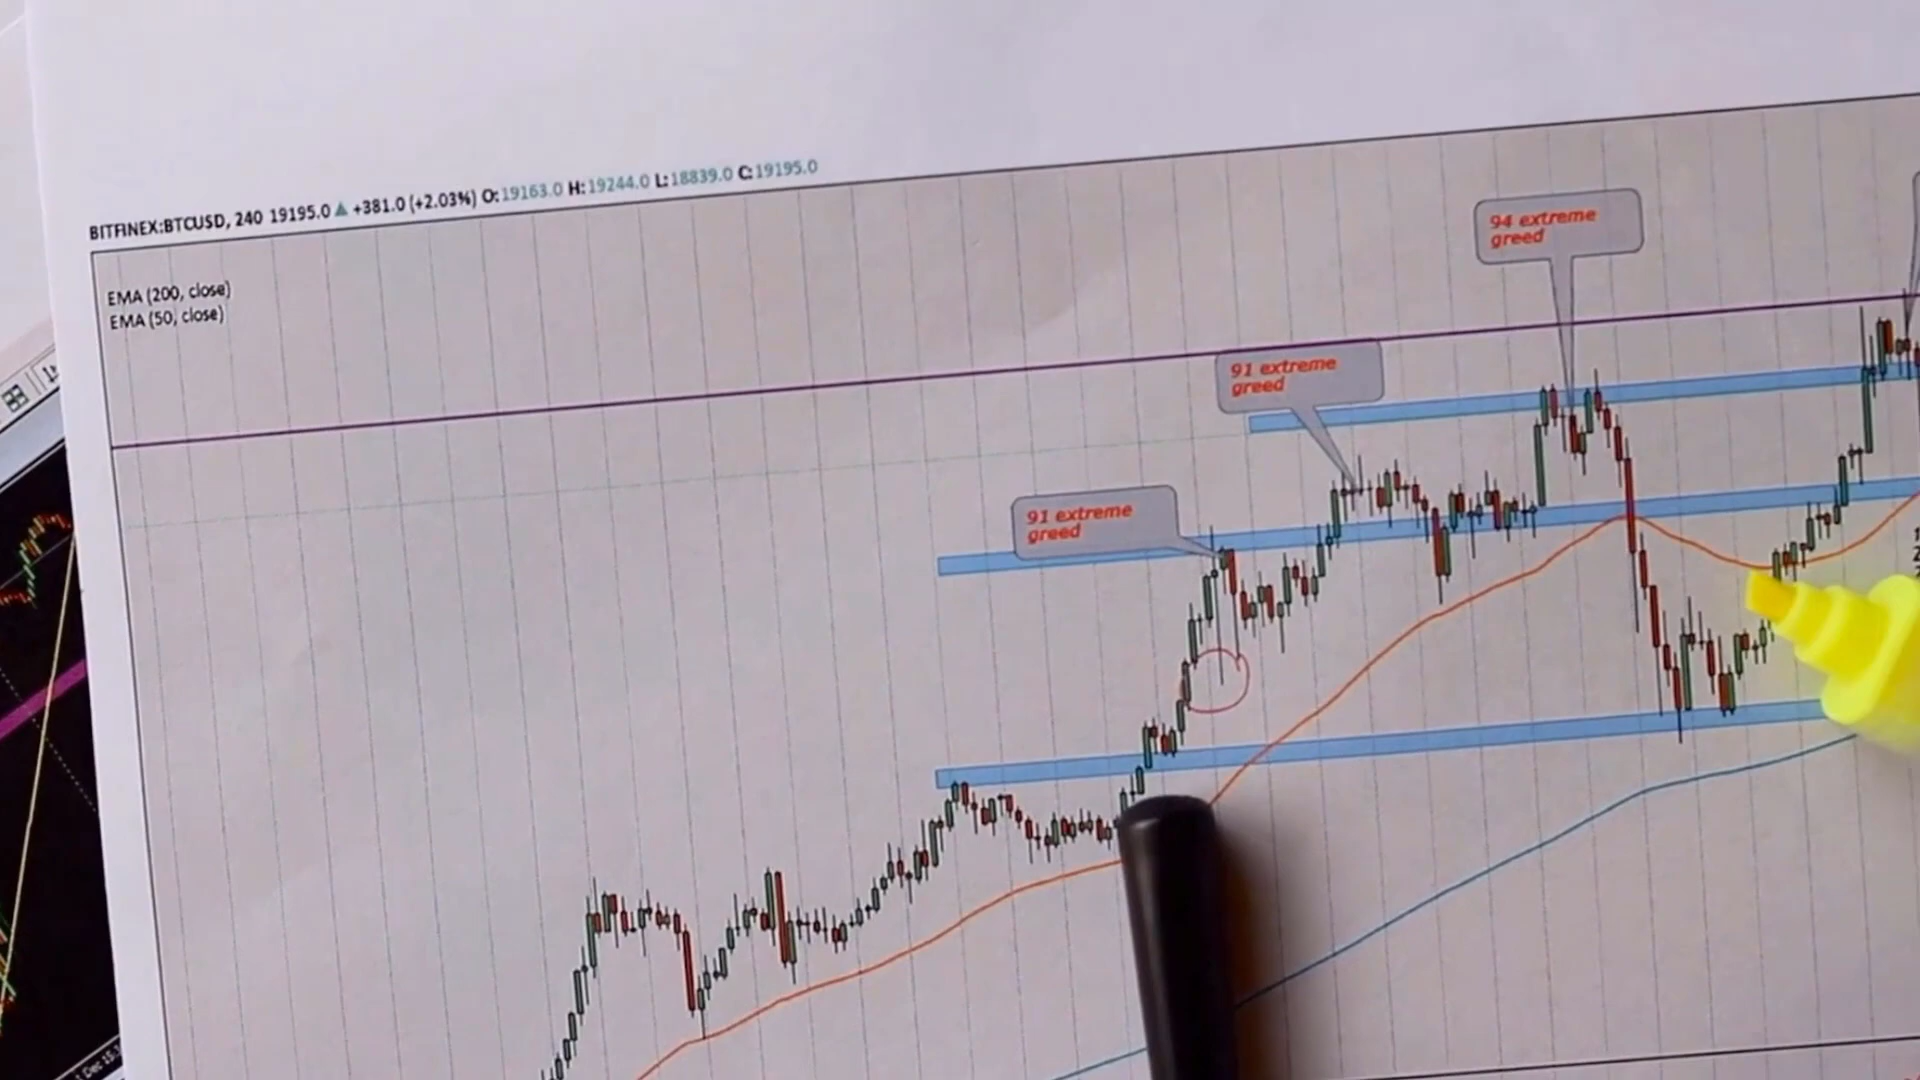 BITFINEX:BTCUSD, 240 19195.0 ▲ +381.0 (+2.03%) O:19163.0 H:19244.0 L:18839.0 C:19195.0
EMA (200, close)
EMA (50, close)
94 extreme
greed
91 extreme
greed
91 extreme
greed